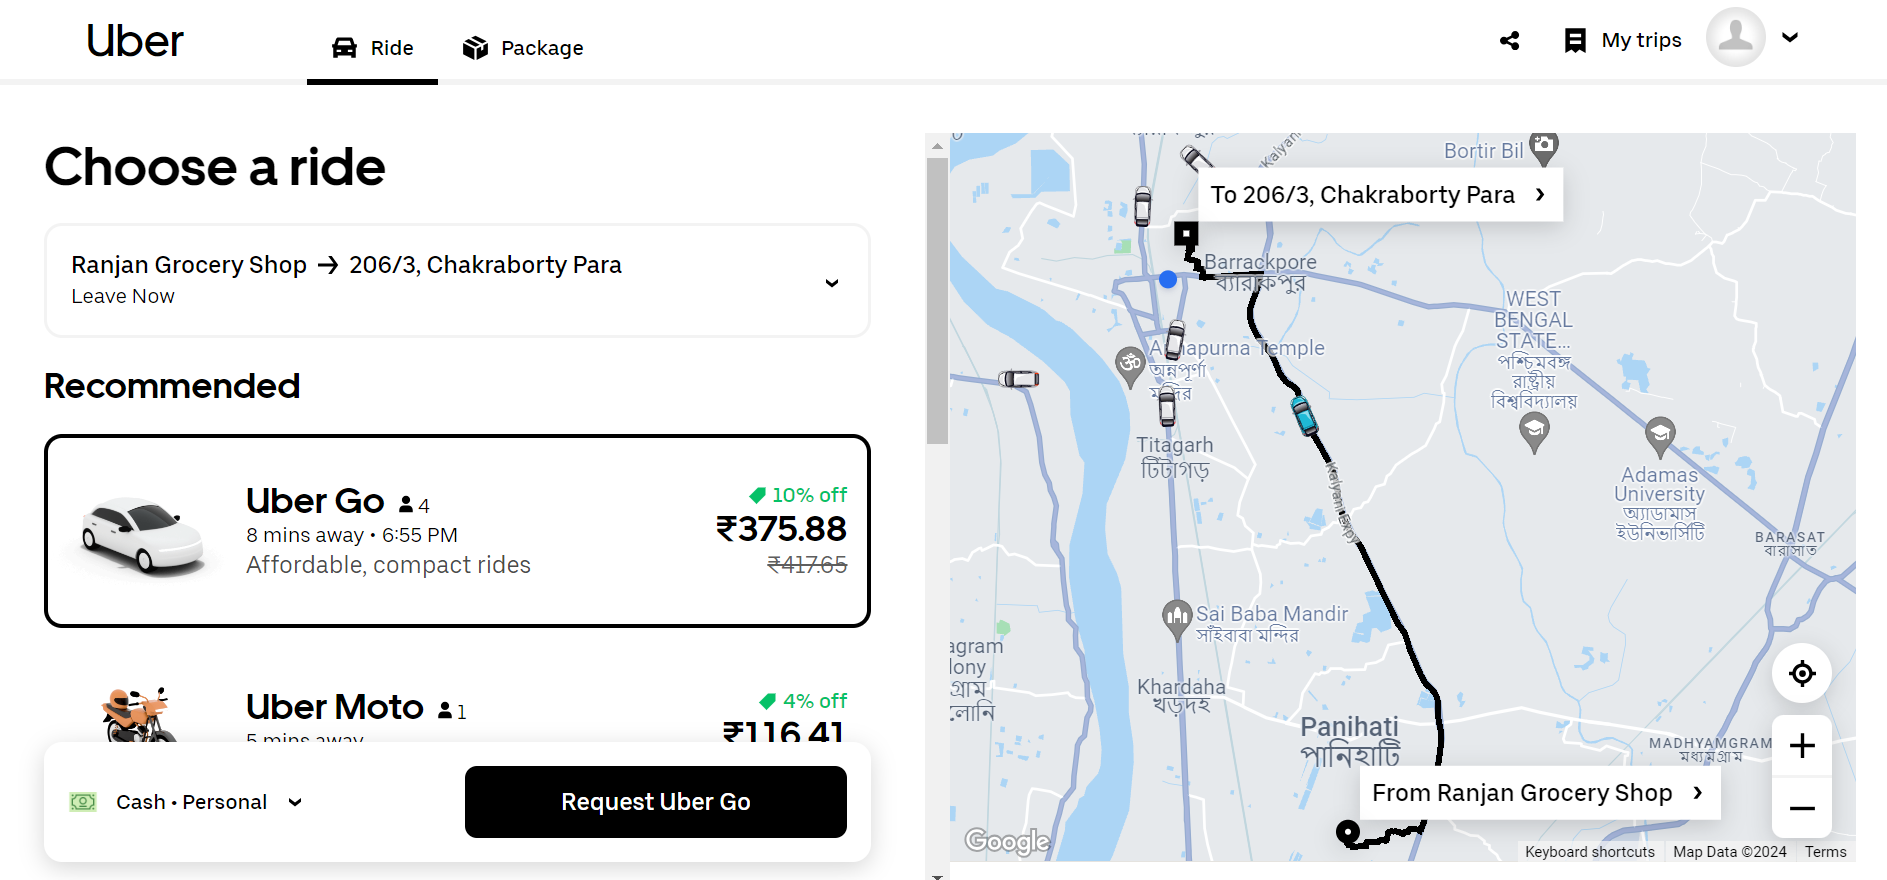 Uber
Ride
Package
My trips
Choose a ride
Ranjan Grocery Shop → 206/3, Chakraborty Para
Leave Now
Recommended
Uber Go 4
8 mins away • 6:55 PM
Affordable, compact rides
10% off
₹375.88
₹417.65
Uber Moto 1
5 mins away
4% off
₹116.41
Cash • Personal
Request Uber Go
Kalyani
Bortir Bil
To 206/3, Chakraborty Para
Barrackpore
ব্যারাকপুর
WEST
BENGAL
STATE...
পশ্চিমবঙ্গ
রাষ্ট্রীয়
বিশ্ববিদ্যালয়
Annapurna Temple
অন্নপূর্ণা
মন্দির
Titagarh
টিটাগড়
Kalyani Expy
Adamas
University
অ্যাডামাস
ইউনিভার্সিটি
BARASAT
বারাসাত
Sai Baba Mandir
সাঁইবাবা মন্দির
agram
lony
গ্রাম
লোনি
Khardaha
খড়দহ
Panihati
পানিহাটি
MADHYAMGRAM
মধ্যমগ্রাম
From Ranjan Grocery Shop
Google
Keyboard shortcuts
Map Data ©2024
Terms